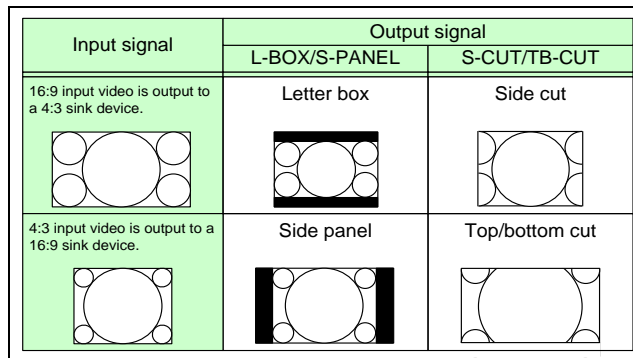 Input signal
Output signal
L-BOX/S-PANEL
S-CUT/TB-CUT
16:9 input video is output to
a 4:3 sink device.
Letter box
Side cut
4:3 input video is output to a
16:9 sink device.
Side panel
Top/bottom cut